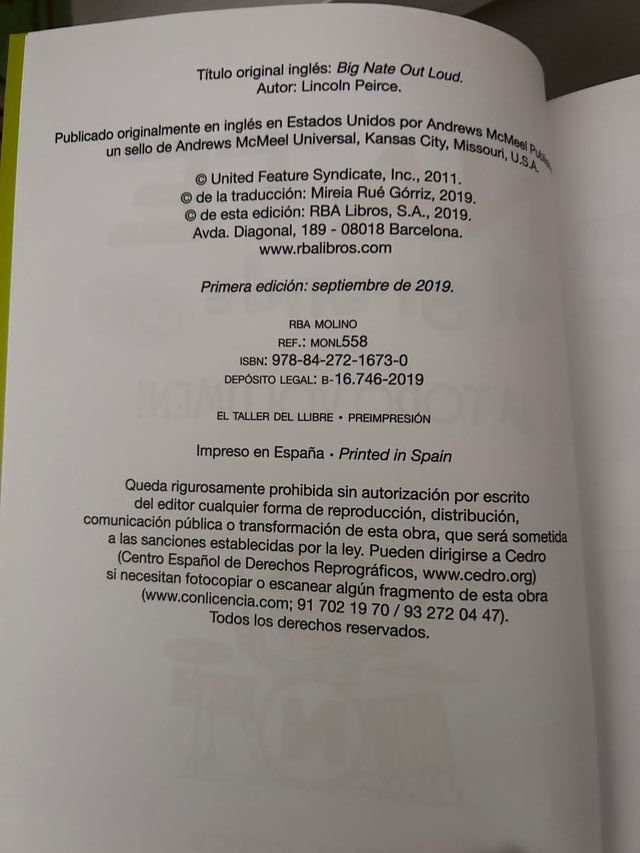 Título original inglés: Big Nate Out Loud.
Autor: Lincoln Peirce.
Publicado originalmente en inglés en Estados Unidos por Andrews McMeel
un sello de Andrews McMeel Universal, Kansas City, Missouri, U.S.A.
© United Feature Syndicate, Inc., 2011.
© de la traducción: Mireia Rué Górriz, 2019.
© de esta edición: RBA Libros, S.A., 2019.
Avda. Diagonal, 189 - 08018 Barcelona.
www.rbalibros.com
Primera edición: septiembre de 2019.
RBA MOLINO
REF.: MONL558
ISBN: 978-84-272-1673-0
DEPÓSITO LEGAL: B-16.746-2019
EL TALLER DEL LLIBRE • PREIMPRESIÓN
Impreso en España • Printed in Spain
Queda rigurosamente prohibida sin autorización por escrito
del editor cualquier forma de reproducción, distribución,
comunicación pública o transformación de esta obra, que será sometida
a las sanciones establecidas por la ley. Pueden dirigirse a Cedro
(Centro Español de Derechos Reprográficos, www.cedro.org)
si necesitan fotocopiar o escanear algún fragmento de esta obra
(www.conlicencia.com; 91 702 19 70 / 93 272 04 47).
Todos los derechos reservados.